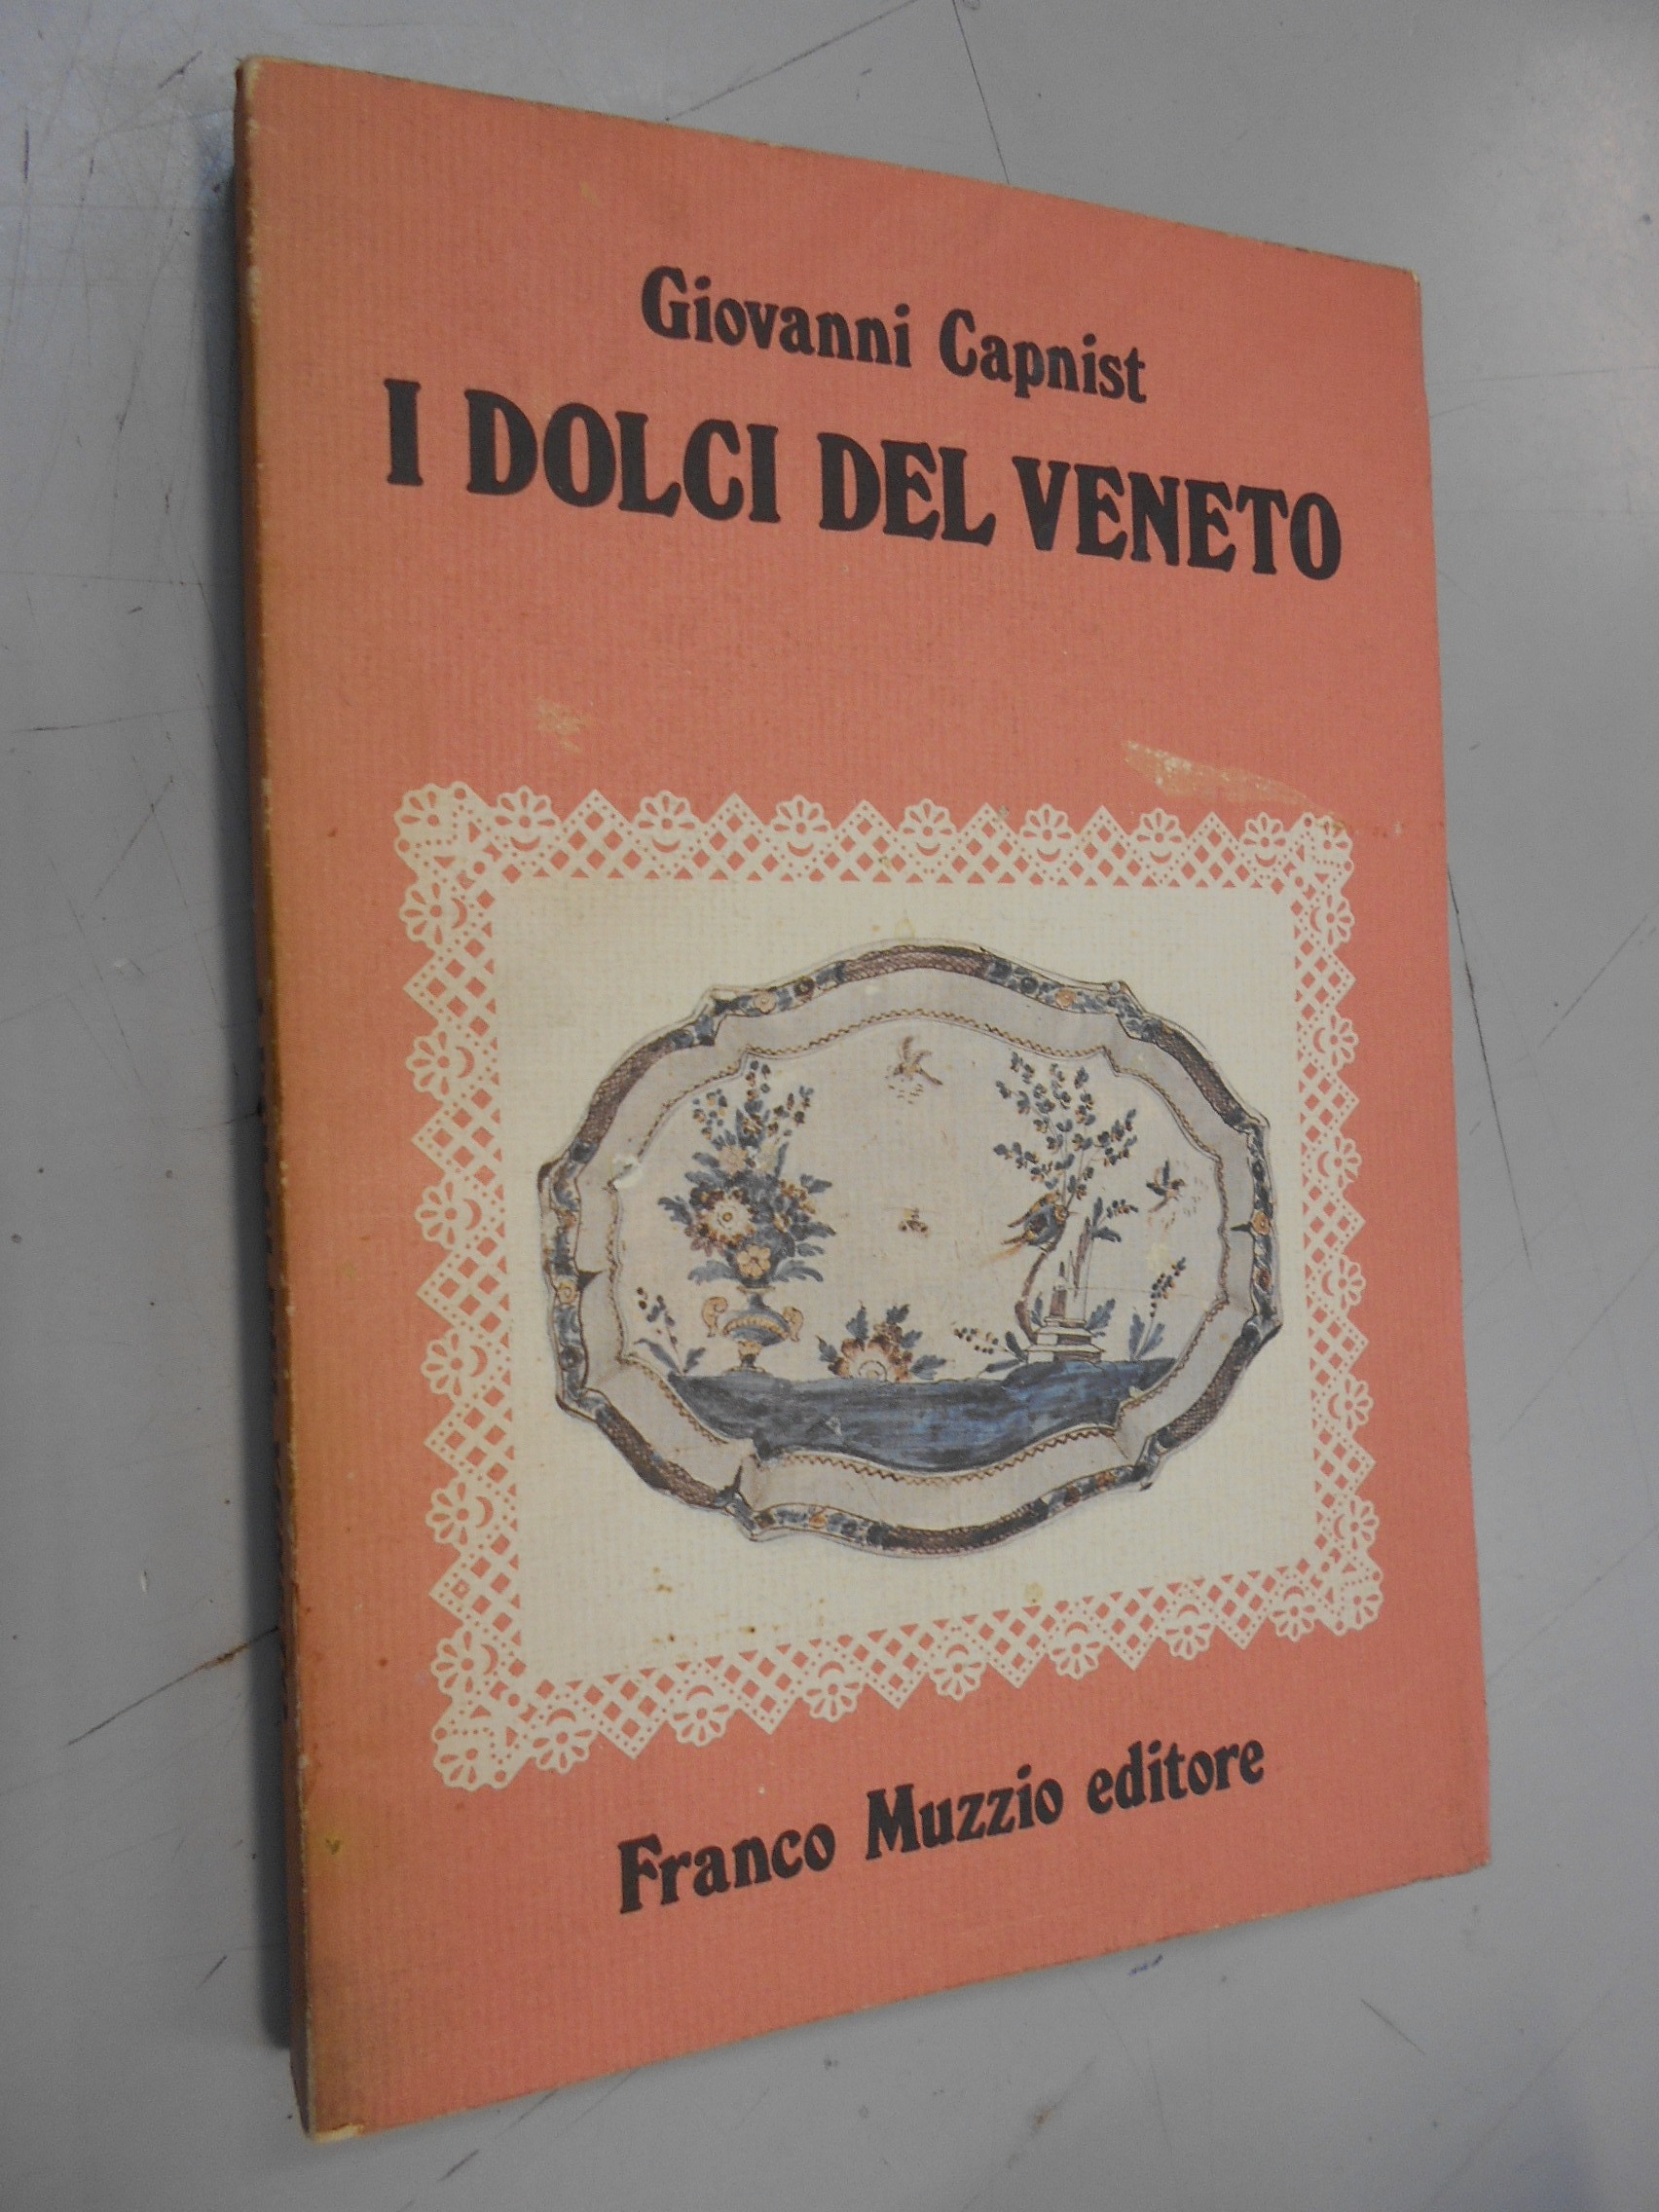 Giovanni Capnist
I DOLCI DEL VENETO
Franco Muzzio editore